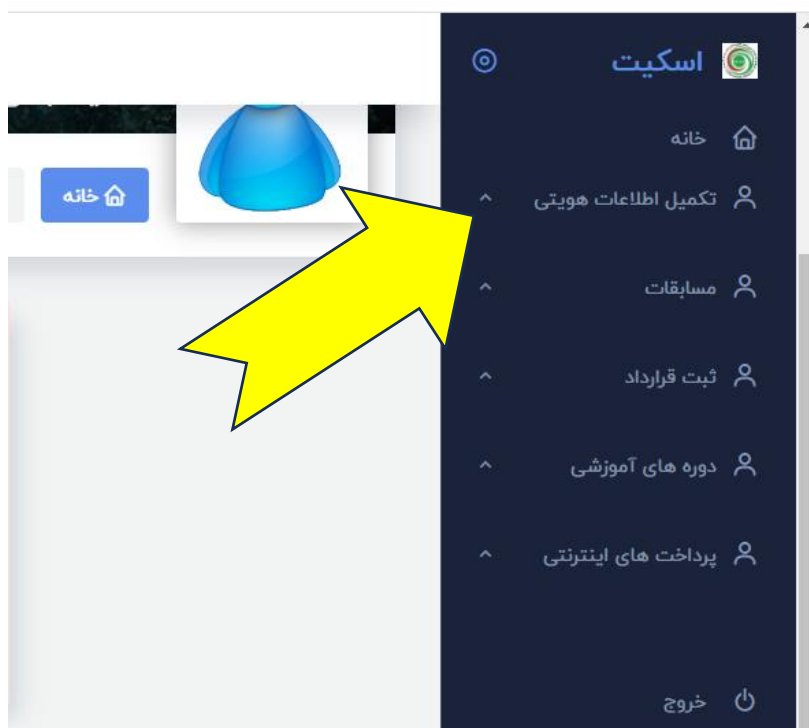 اسکیت
خانه
تکمیل اطلاعات هویتی
مسابقات
ثبت قرارداد
دوره های آموزشی
پرداخت های اینترنتی
خروج
خانه